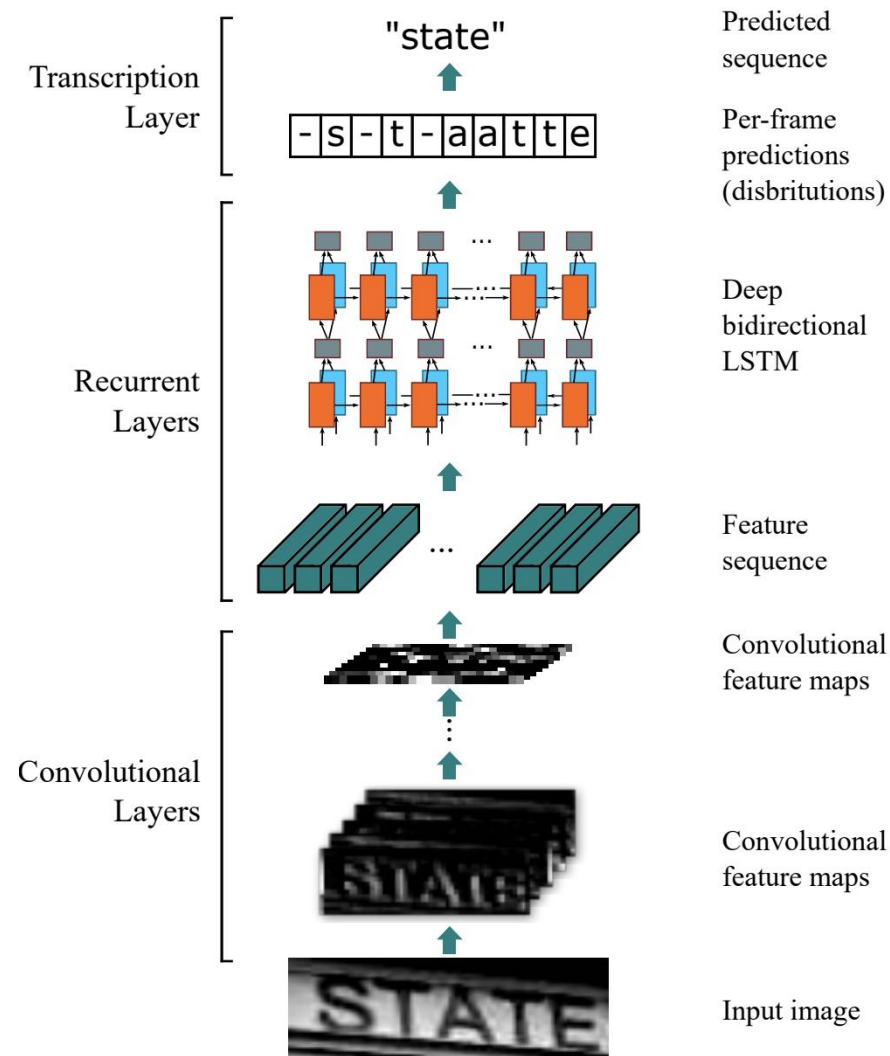 "state"
Predicted
sequence
Transcription
Layer
- s - t - a a t t e
Per-frame
predictions
(disbritutions)
...
... 
...
Deep
bidirectional
LSTM
...
...
Recurrent
Layers
...
Feature
sequence
Convolutional
feature maps
Convolutional
Layers
STATE
Convolutional
feature maps
STATE
Input image